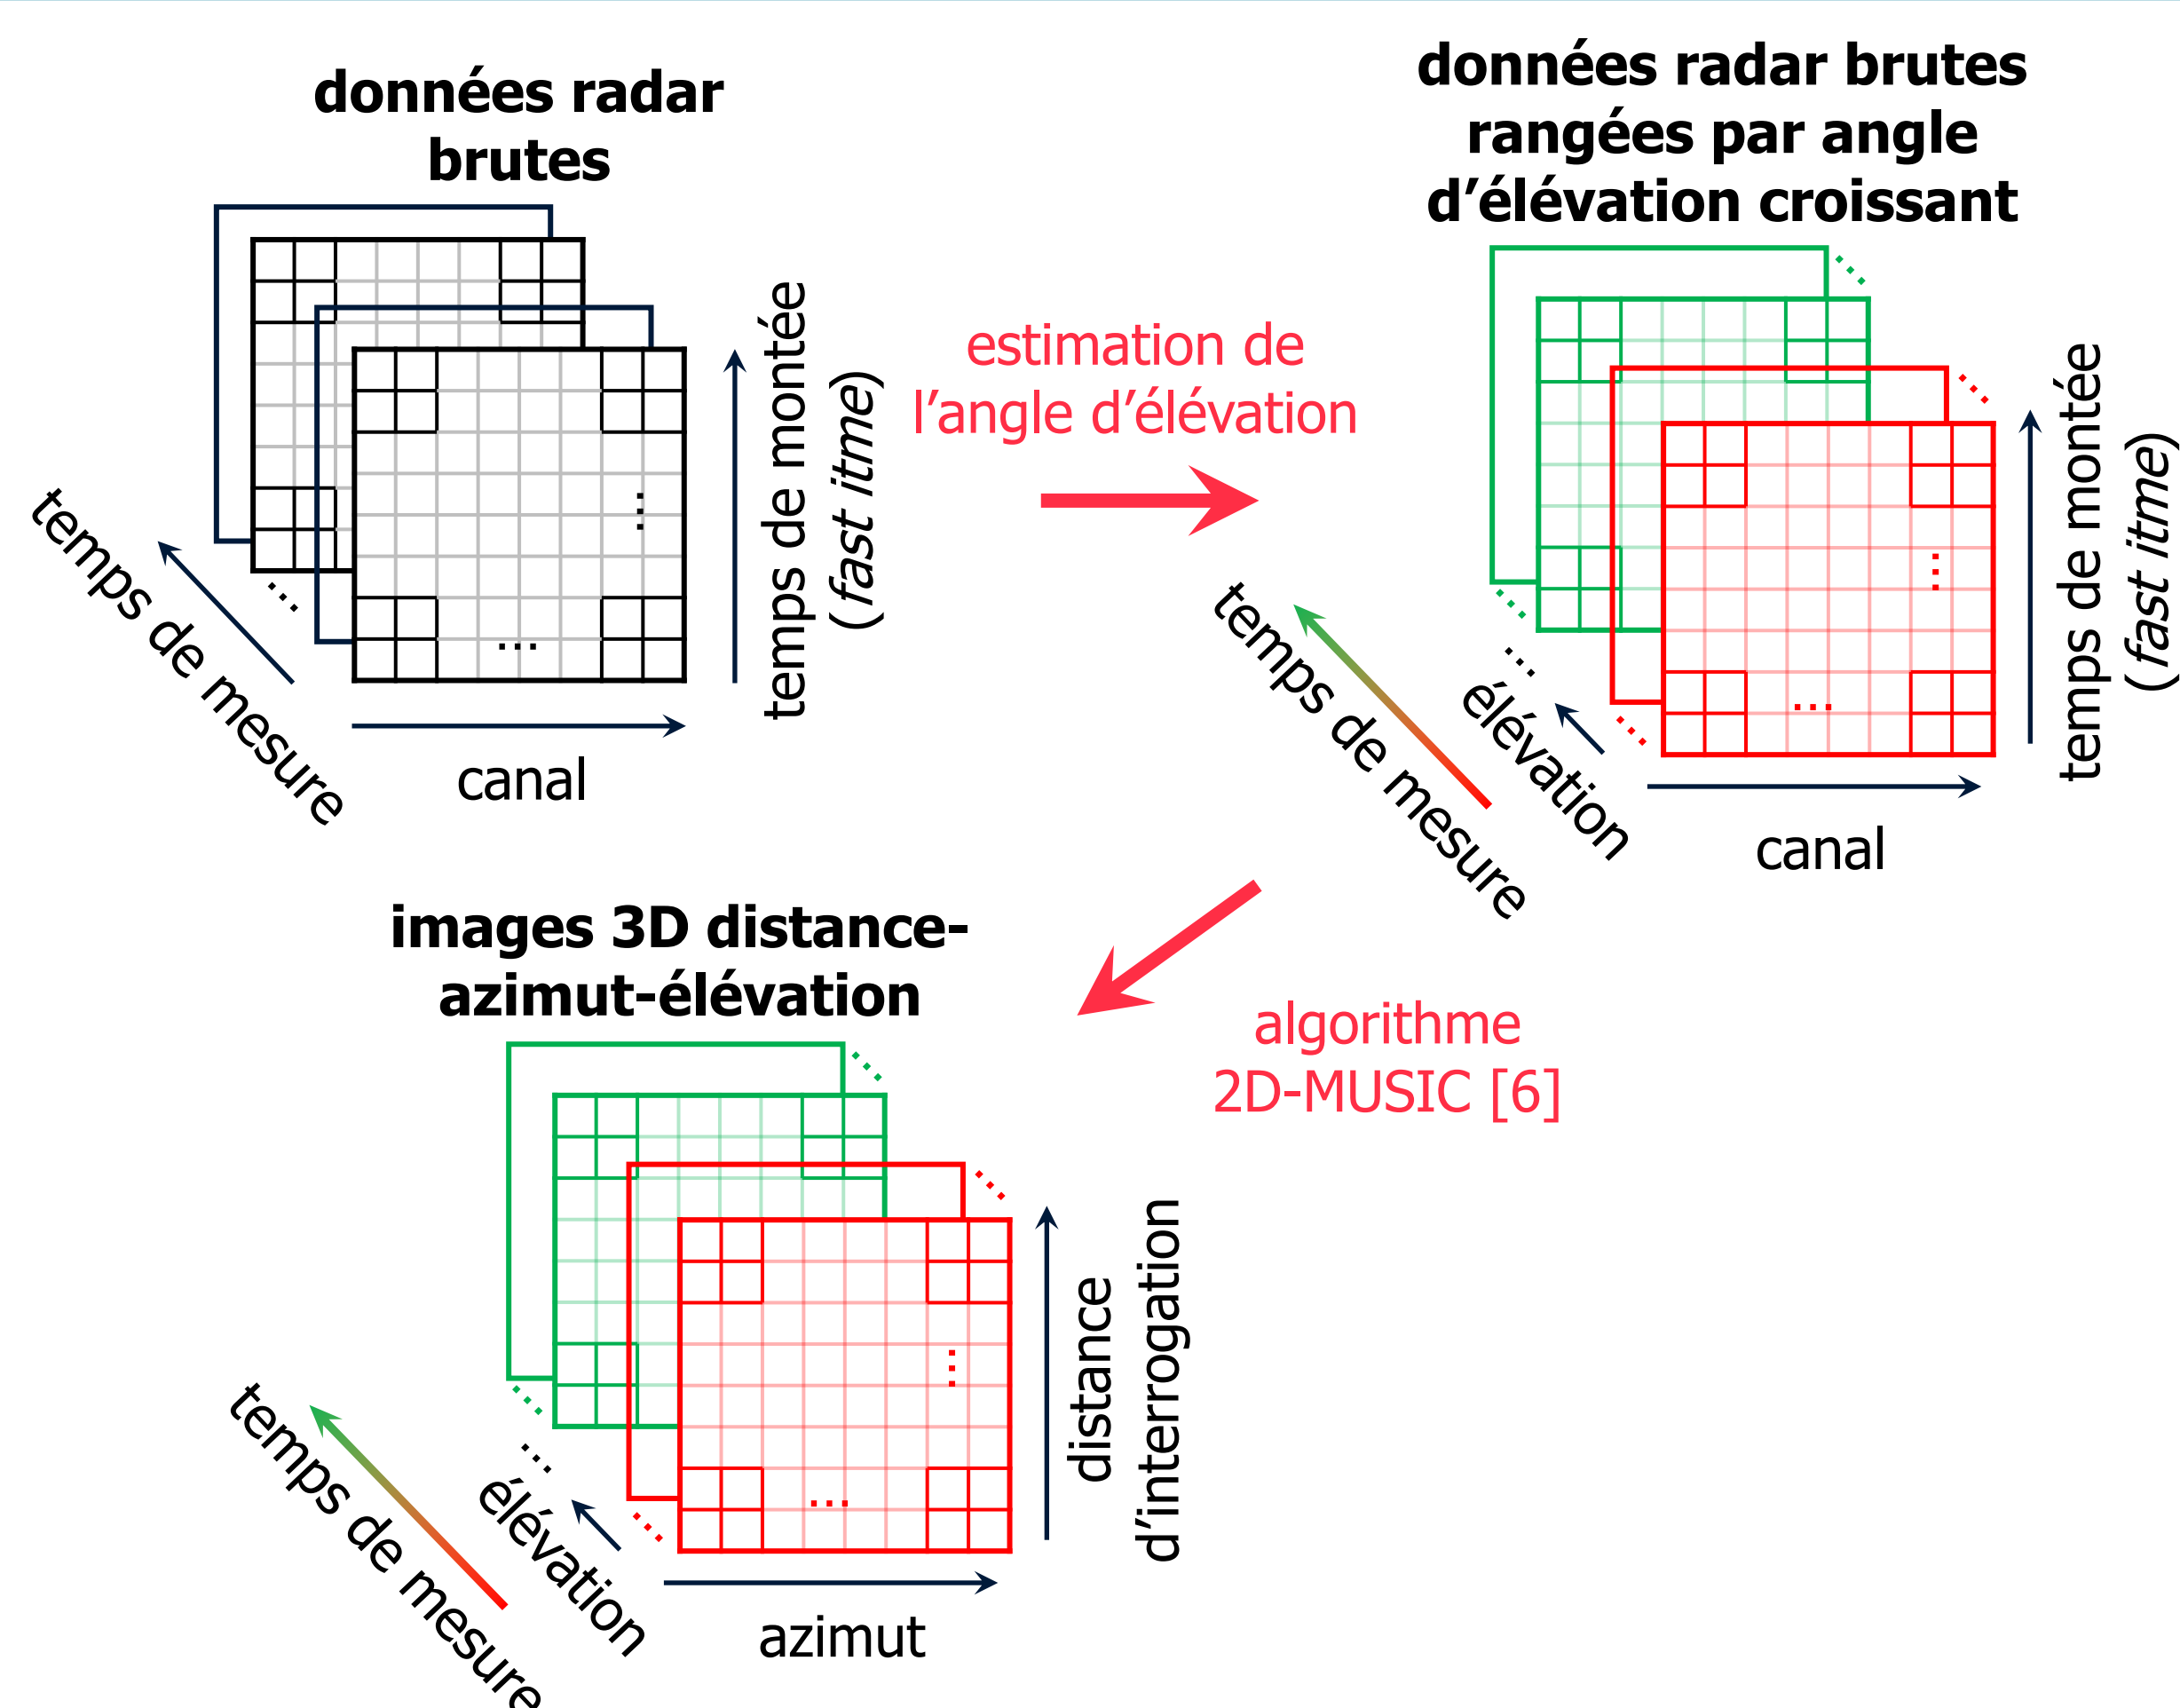 données radar
brutes
temps de montée
(fast itme)
temps de mesure
...
...
...
canal
estimation de
l'angle d'élévation
données radar brutes
rangées par angle
d'élévation croissant
temps de montée
(fast itme)
temps de mesure
élévation
...
...
...
canal
algorithme
2D-MUSIC [6]
images 3D distance-
azimut-élévation
distance
d'interrogation
temps de mesure
élévation
...
...
...
azimut